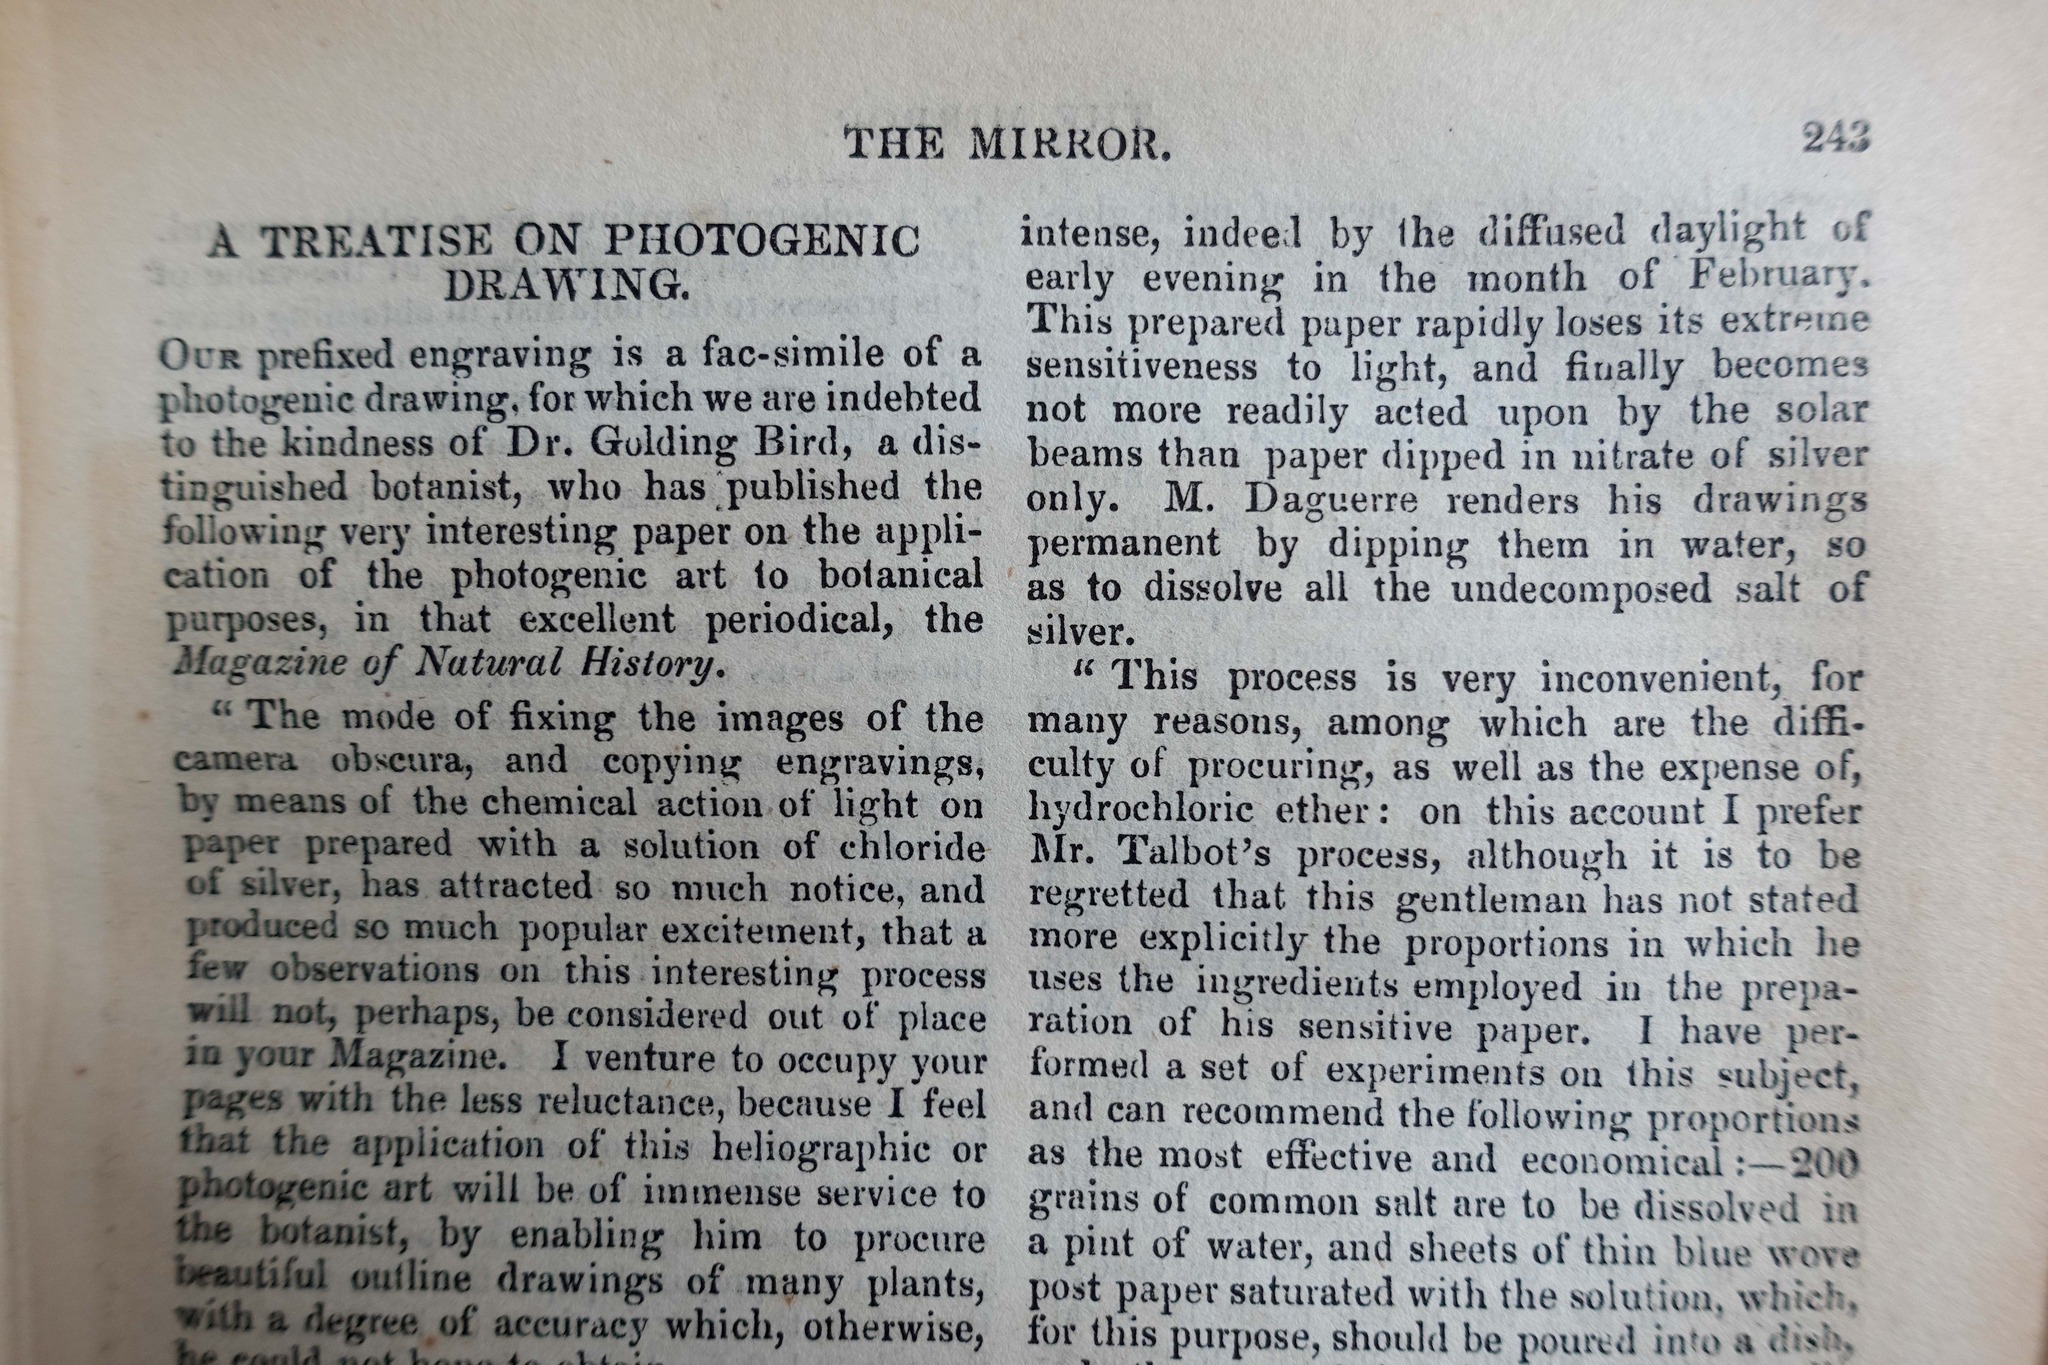 THE MIRROR.
243
A TREATISE ON PHOTOGENIC
DRAWING.
OUR prefixed engraving is a fac-simile of a
photogenic drawing, for which we are indebted
to the kindness of Dr. Golding Bird, a dis-
tinguished botanist, who has published the
following very interesting paper on the appli-
cation of the photogenic art to botanical
purposes, in that excellent periodical, the
Magazine of Natural History.
“ The mode of fixing the images of the
camera obscura, and copying engravings,
by means of the chemical action of light on
paper prepared with a solution of chloride
of silver, has attracted so much notice, and
produced so much popular excitement, that a
few observations on this interesting process
will not, perhaps, be considered out of place
in your Magazine. I venture to occupy your
pages with the less reluctance, because I feel
that the application of this heliographic or
photogenic art will be of immense service to
the botanist, by enabling him to procure
beautiful outline drawings of many plants,
with a degree of accuracy which, otherwise,
he could not hope to obtain
intense, indeed by the diffused daylight of
early evening in the month of February.
This prepared paper rapidly loses its extreme
sensitiveness to light, and finally becomes
not more readily acted upon by the solar
beams than paper dipped in nitrate of silver
only. M. Daguerre renders his drawings
permanent by dipping them in water, so
as to dissolve all the undecomposed salt of
silver.
“ This process is very inconvenient, for
many reasons, among which are the diffi-
culty of procuring, as well as the expense of,
hydrochloric ether : on this account I prefer
Mr. Talbot's process, although it is to be
regretted that this gentleman has not stated
more explicitly the proportions in which he
uses the ingredients employed in the prepa-
ration of his sensitive paper. I have per-
formed a set of experiments on this subject,
and can recommend the following proportions
as the most effective and economical :—200
grains of common salt are to be dissolved in
a pint of water, and sheets of thin blue wove
post paper saturated with the solution, which,
for this purpose, should be poured into a dish,